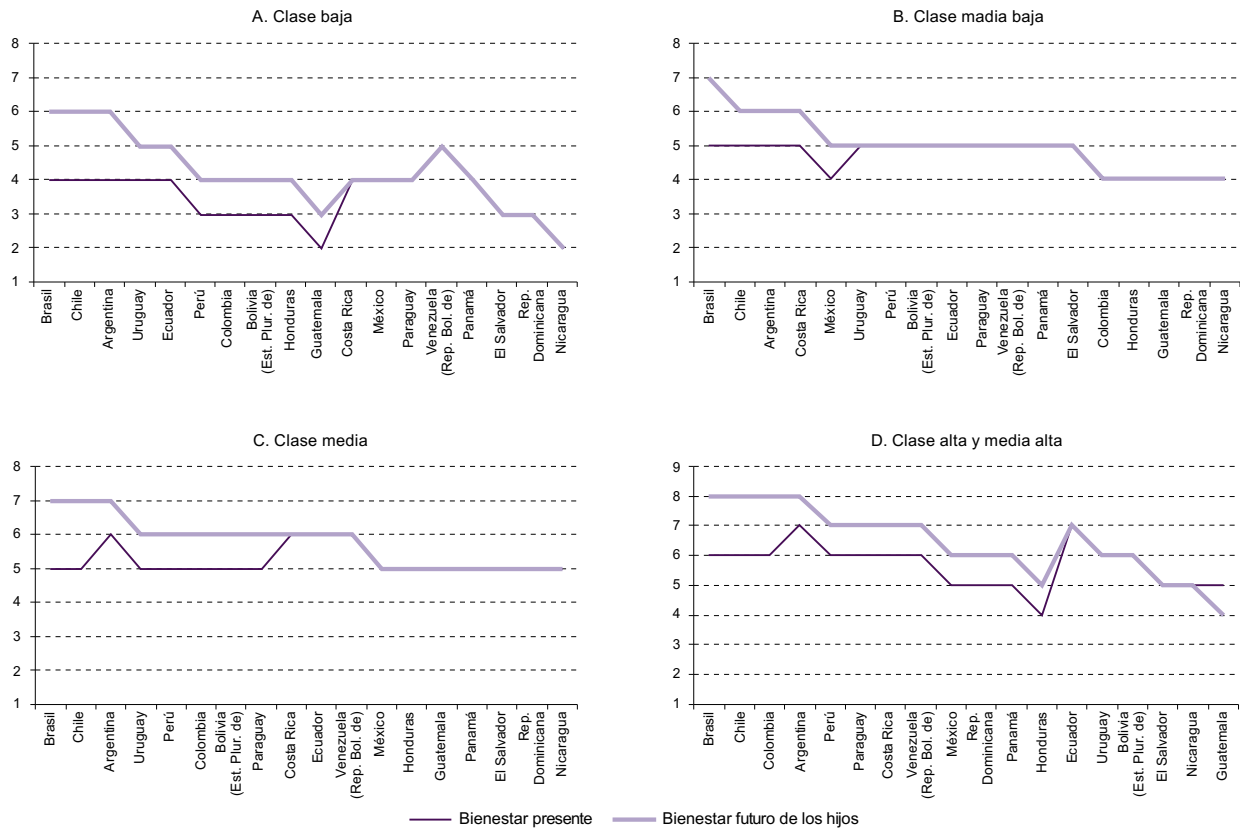 A. Clase baja
8
7
6
5
4
3
2
1
Brasil
Chile
Argentina
Uruguay
Ecuador
Perú
Colombia
Bolivia
(Est. Plur. de)
Honduras
Guatemala
Costa Rica
México
Paraguay
Venezuela
(Rep. Bol. de)
Panamá
El Salvador
Rep.
Dominicana
Nicaragua
B. Clase madia baja
8
7
6
5
4
3
2
1
Brasil
Chile
Argentina
Costa Rica
México
Uruguay
Perú
Bolivia
(Est. Plur. de)
Ecuador
Paraguay
Venezuela
(Rep. Bol. de)
Panamá
El Salvador
Colombia
Honduras
Guatemala
Rep.
Dominicana
Nicaragua
C. Clase media
8
7
6
5
4
3
2
1
Brasil
Chile
Argentina
Uruguay
Perú
Colombia
Bolivia
(Est. Plur. de)
Paraguay
Costa Rica
Ecuador
Venezuela
(Rep. Bol. de)
México
Honduras
Guatemala
Panamá
El Salvador
Rep.
Dominicana
Nicaragua
D. Clase alta y media alta
9
8
7
6
5
4
3
2
1
Brasil
Chile
Colombia
Argentina
Perú
Paraguay
Costa Rica
Venezuela
(Rep. Bol. de)
México
Rep.
Dominicana
Panamá
Honduras
Ecuador
Uruguay
Bolivia
(Est. Plur. de)
El Salvador
Nicaragua
Guatemala
Bienestar presente
Bienestar futuro de los hijos